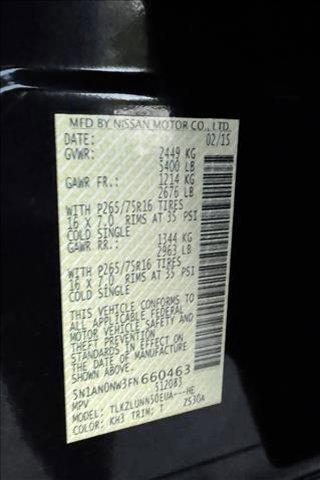 MFD BY NISSAN MOTOR CO., LTD.
DATE: 02/15
GVWR: 2449 KG
5400 LB
GAWR FR.: 1214 KG
2676 LB
WITH P265/75R16 TIRES
16 X 7.0 RIMS AT 35 PSI
COLD SINGLE
GAWR RR.: 1344 KG
2963 LB
WITH P265/75R16 TIRES
16 X 7.0 RIMS AT 35 PSI
COLD SINGLE
THIS VEHICLE CONFORMS TO
ALL APPLICABLE FEDERAL
MOTOR VEHICLE SAFETY AND
THEFT PREVENTION
STANDARDS IN EFFECT ON
THE DATE OF MANUFACTURE
SHOWN ABOVE.
5N1AN0NW3FN660463
MPV 512083
MODEL: TLKZLUNN50EUA---HE
COLOR: KH3 TRIM: T ZS30A